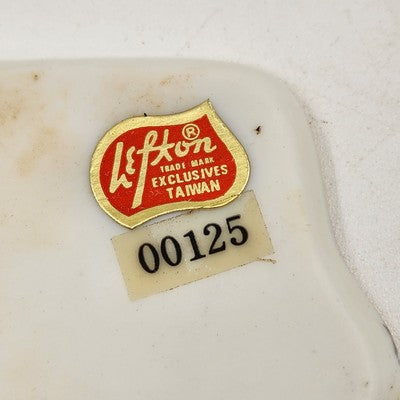 Lefton®
TRADE MARK
EXCLUSIVES
TAIWAN
00125